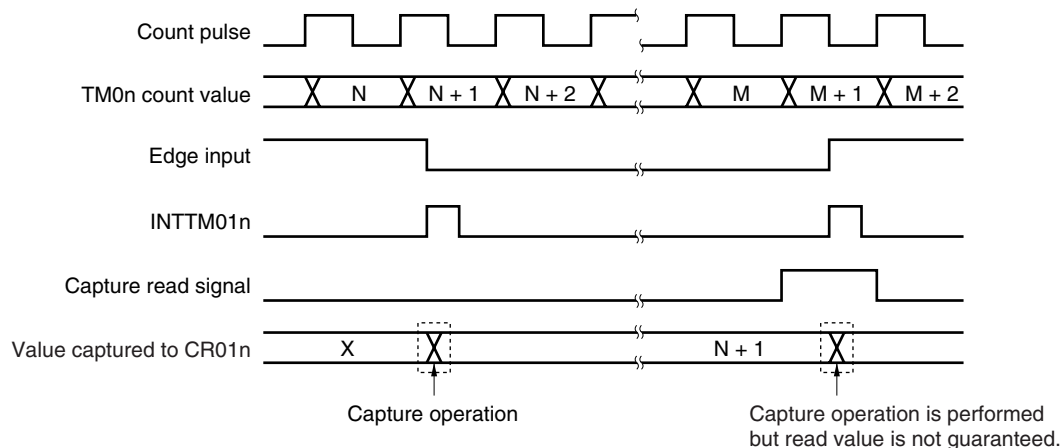 Count pulse
TM0n count value
N
N + 1
N + 2
M
M + 1
M + 2
Edge input
INTTM01n
Capture read signal
Value captured to CR01n
X
N + 1
Capture operation
Capture operation is performed
but read value is not guaranteed.